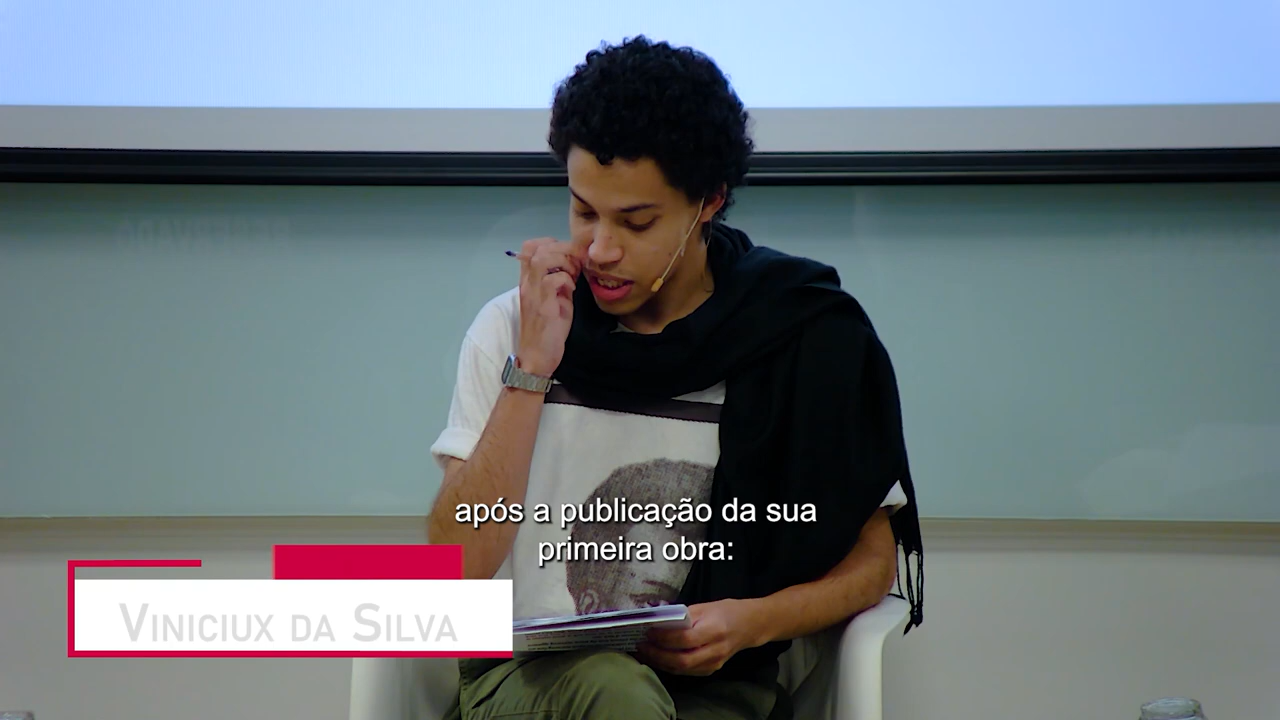 após a publicação da sua
primeira obra:
Viniciux da Silva